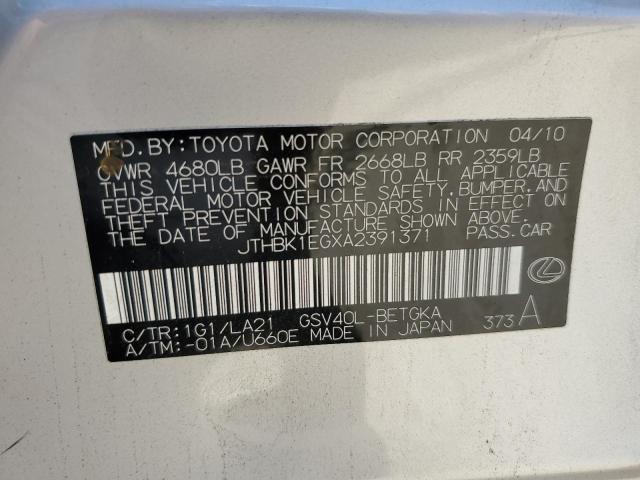 MFD.BY:TOYOTA MOTOR CORPORATION 04/10
GVWR 4680LB GAWR FR 2668LB RR 2359LB
THIS VEHICLE CONFORMS TO ALL APPLICABLE
FEDERAL MOTOR VEHICLE SAFETY,BUMPER,AND
THEFT PREVENTION STANDARDS IN EFFECT ON
THE DATE OF MANUFACTURE SHOWN ABOVE.
JTHBK1EGXA2391371 PASS.CAR
C/TR:1G1/LA21 GSV40L-BETGKA
A/TM:-01A/U660E MADE IN JAPAN 373A